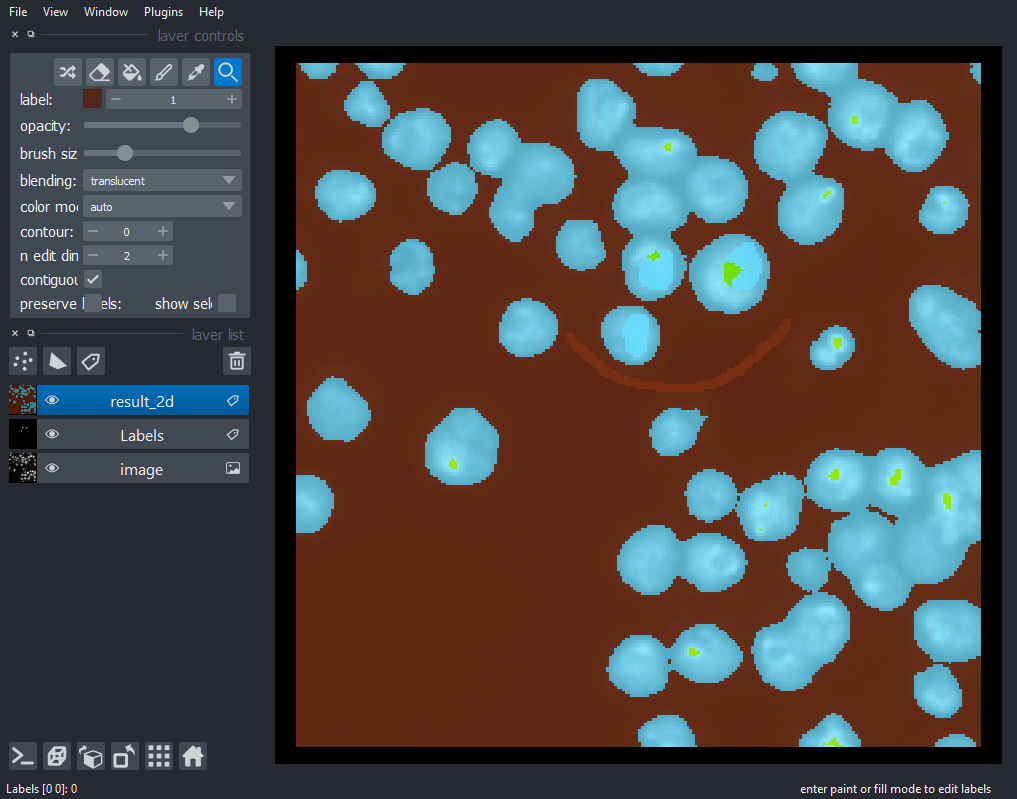 File View Window Plugins Help
layer controls
label: 1
opacity:
brush siz
blending: translucent
color mo auto
contour: 0
n edit din 2
contiguou
preserve l els: show sele
layer list
result_2d
Labels
image
Labels [0 0]: 0 enter paint or fill mode to edit labels